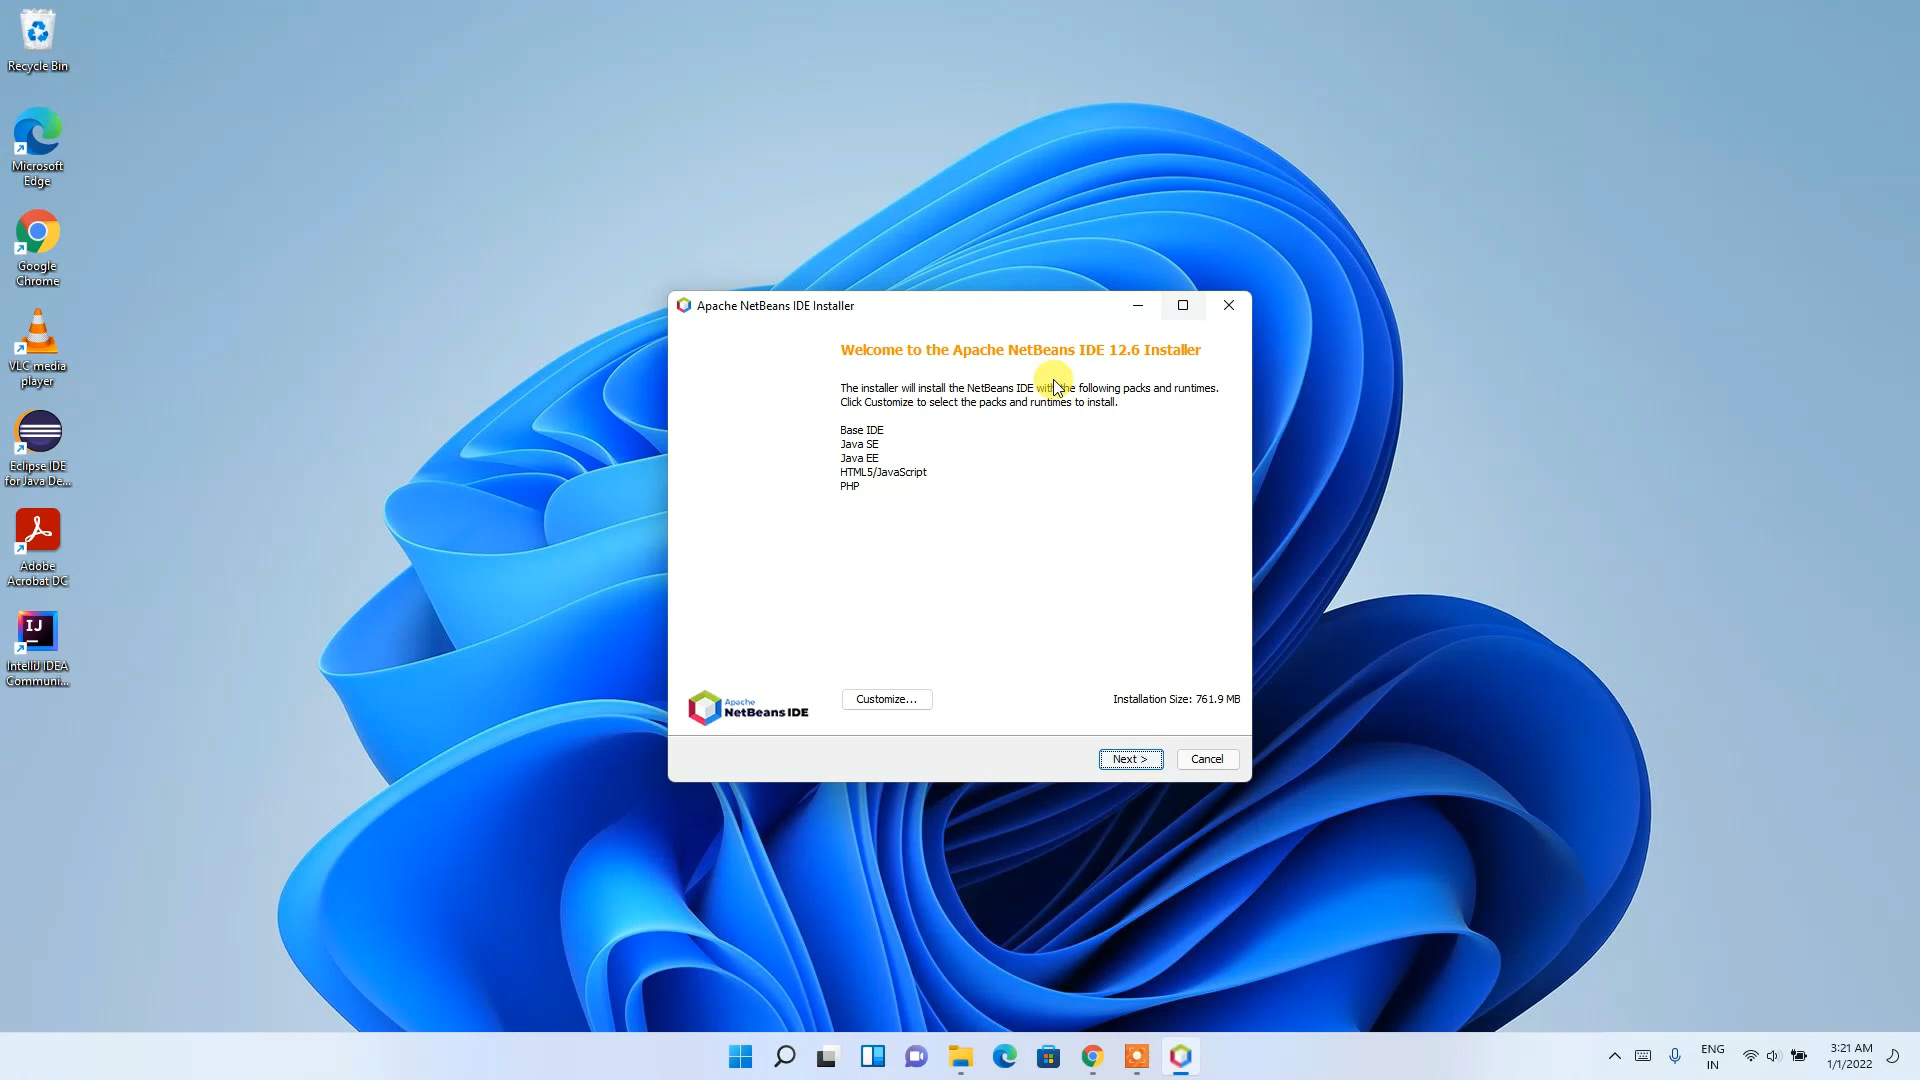 Recycle Bin
Microsoft
Edge
Google
Chrome
VLC media
player
Eclipse IDE
for Java De...
Adobe
Acrobat DC
IJ
IntelliJ IDEA
Communi...
Apache NetBeans IDE Installer
Welcome to the Apache NetBeans IDE 12.6 Installer
The installer will install the NetBeans IDE with the following packs and runtimes.
Click Customize to select the packs and runtimes to install.
Base IDE
Java SE
Java EE
HTML5/JavaScript
PHP
Apache
NetBeans IDE
Customize...
Installation Size: 761.9 MB
Next >
Cancel
ENG
IN
3:21 AM
1/1/2022